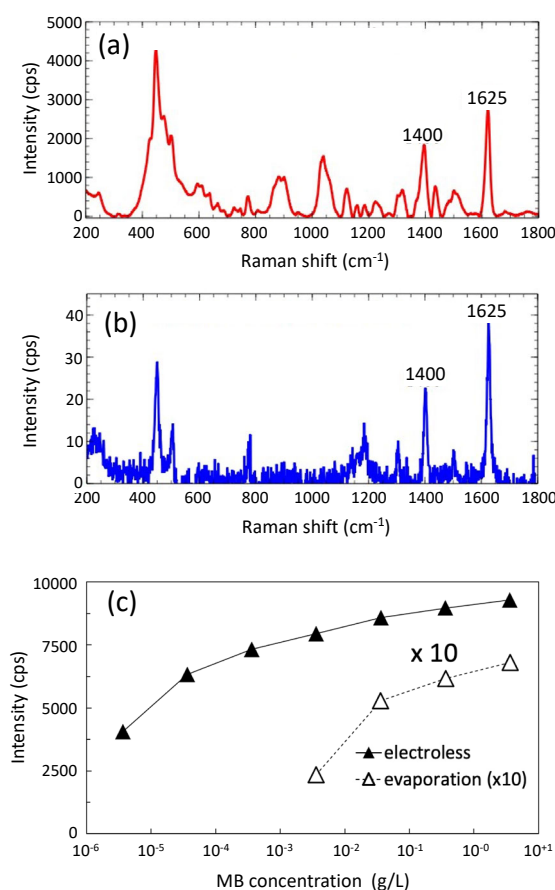 (a)
Intensity (cps)
5000
4000
3000
2000
1000
0
1400
1625
200 400 600 800 1000 1200 1400 1600 1800
Raman shift (cm-1)
(b)
Intensity (cps)
40
30
20
10
0
1400
1625
200 400 600 800 1000 1200 1400 1600 1800
Raman shift (cm-1)
(c)
Intensity (cps)
10000
7500
5000
2500
0
x 10
electroless
evaporation (x10)
10-6 10-5 10-4 10-3 10-2 10-1 10-0 10+1
MB concentration (g/L)